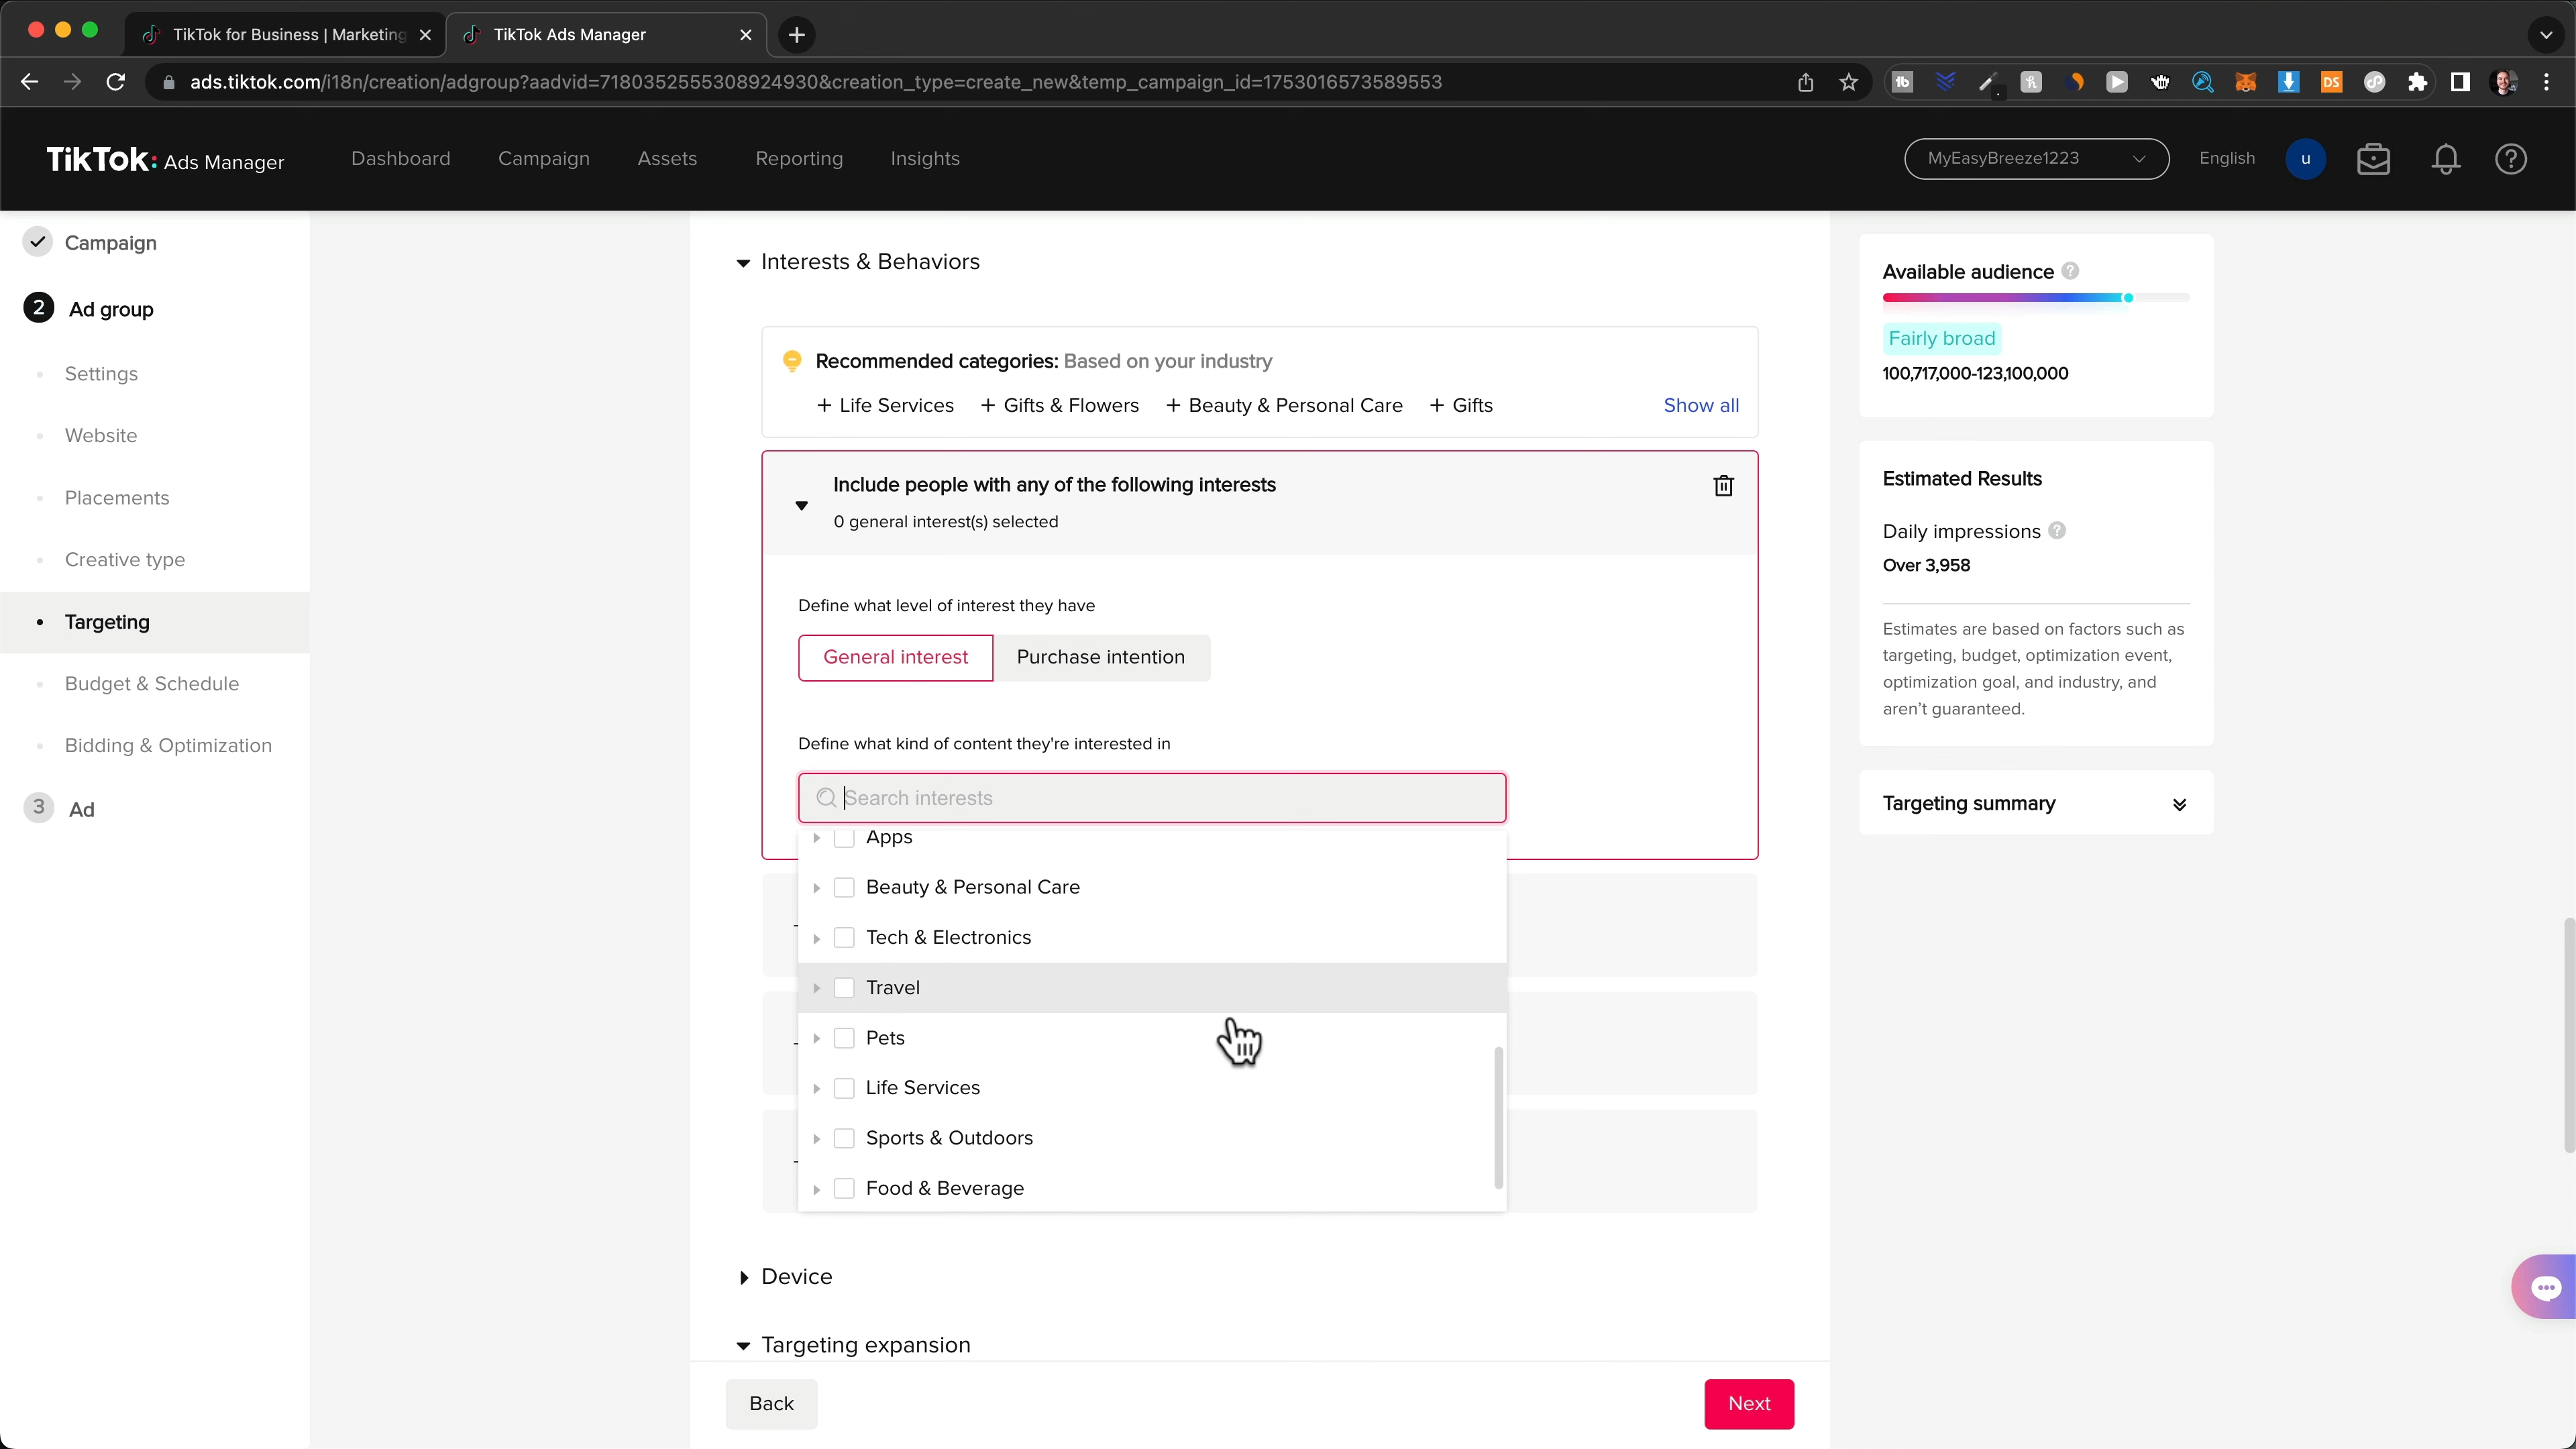 TikTok for Business | Marketing
TikTok Ads Manager
ads.tiktok.com/i18n/creation/adgroup?aadvid=7180352555308924930&creation_type=create_new&temp_campaign_id=1753016573589553
TikTok: Ads Manager
Dashboard
Campaign
Assets
Reporting
Insights
MyEasyBreeze1223
English
u
Campaign
2 Ad group
Settings
Website
Placements
Creative type
Targeting
Budget & Schedule
Bidding & Optimization
3 Ad
Interests & Behaviors
Recommended categories: Based on your industry
+ Life Services + Gifts & Flowers + Beauty & Personal Care + Gifts Show all
Include people with any of the following interests
0 general interest(s) selected
Define what level of interest they have
General interest Purchase intention
Define what kind of content they're interested in
Search interests
Apps
Beauty & Personal Care
Tech & Electronics
Travel
Pets
Life Services
Sports & Outdoors
Food & Beverage
Device
Targeting expansion
Back
Next
Available audience ?
Fairly broad
100,717,000-123,100,000
Estimated Results
Daily impressions ?
Over 3,958
Estimates are based on factors such as
targeting, budget, optimization event,
optimization goal, and industry, and
aren't guaranteed.
Targeting summary